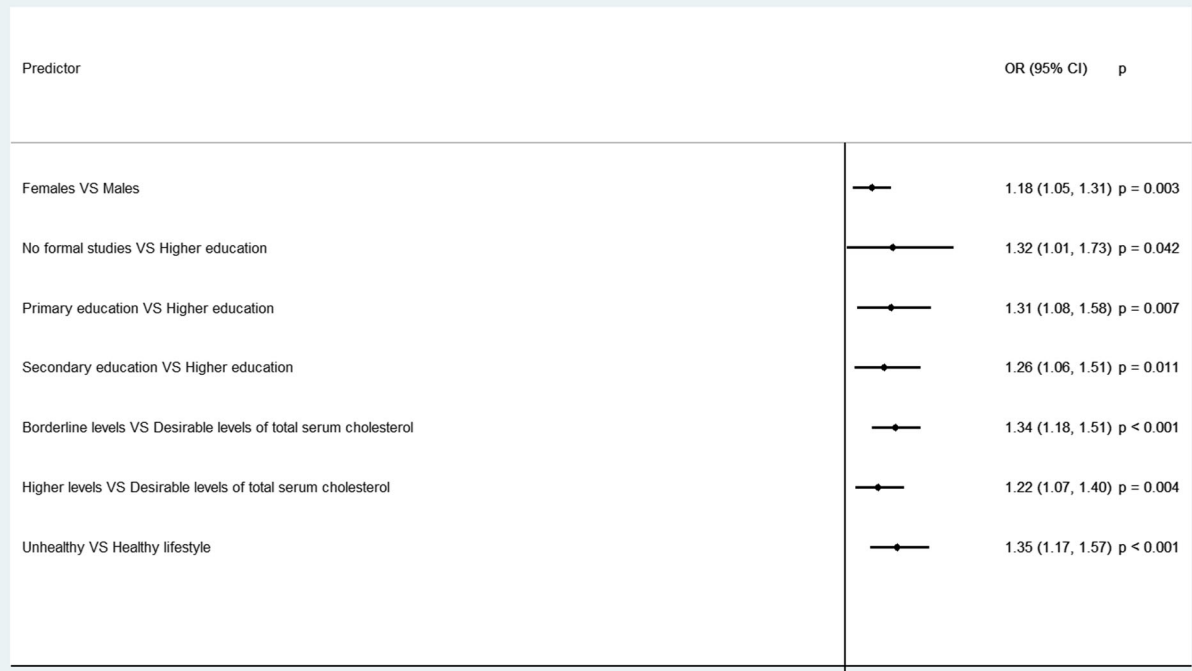 Predictor OR (95% CI) p
Females VS Males 1.18 (1.05, 1.31) p = 0.003
No formal studies VS Higher education 1.32 (1.01, 1.73) p = 0.042
Primary education VS Higher education 1.31 (1.08, 1.58) p = 0.007
Secondary education VS Higher education 1.26 (1.06, 1.51) p = 0.011
Borderline levels VS Desirable levels of total serum cholesterol 1.34 (1.18, 1.51) p < 0.001
Higher levels VS Desirable levels of total serum cholesterol 1.22 (1.07, 1.40) p = 0.004
Unhealthy VS Healthy lifestyle 1.35 (1.17, 1.57) p < 0.001